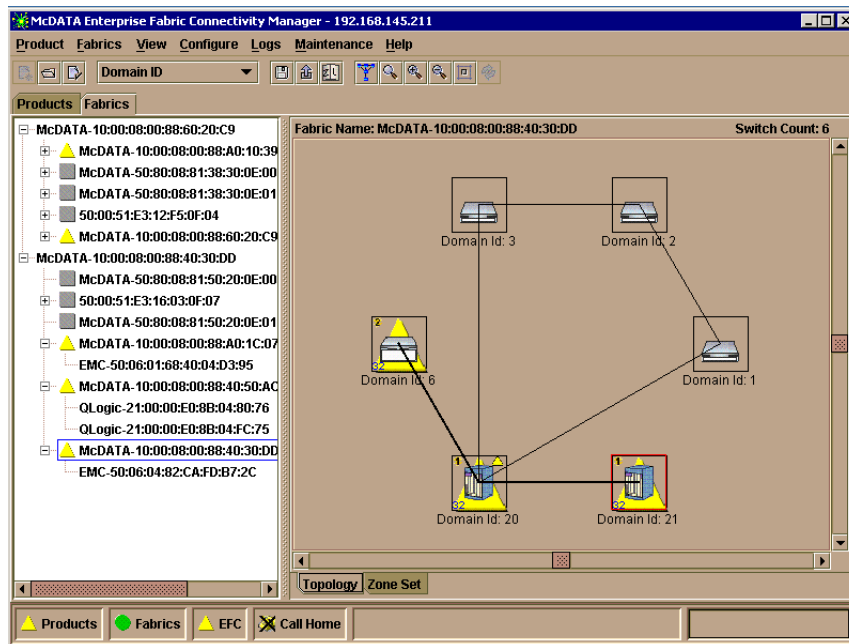 McDATA Enterprise Fabric Connectivity Manager - 192.168.145.211
Product Fabrics View Configure Logs Maintenance Help
Domain ID
Products Fabrics
McDATA-10:00:08:00:88:60:20:C9
McDATA-10:00:08:00:88:A0:10:39
McDATA-50:80:08:81:38:30:0E:00
McDATA-50:80:08:81:38:30:0E:01
50:00:51:E3:12:F5:0F:04
McDATA-10:00:08:00:88:60:20:C9
McDATA-10:00:08:00:88:40:30:DD
McDATA-50:80:08:81:50:20:0E:00
50:00:51:E3:16:03:0F:07
McDATA-50:80:08:81:50:20:0E:01
McDATA-10:00:08:00:88:A0:1C:07
EMC-50:06:01:68:40:04:D3:95
McDATA-10:00:08:00:88:40:50:AC
QLogic-21:00:00:E0:8B:04:80:76
QLogic-21:00:00:E0:8B:04:FC:75
McDATA-10:00:08:00:88:40:30:DD
EMC-50:06:04:82:CA:FD:B7:2C
Fabric Name: McDATA-10:00:08:00:88:40:30:DD Switch Count: 6
Domain Id: 3 Domain Id: 2
2
32
Domain Id: 6 Domain Id: 1
1 1
32 32
Domain Id: 20 Domain Id: 21
Topology Zone Set
Products Fabrics EFC Call Home